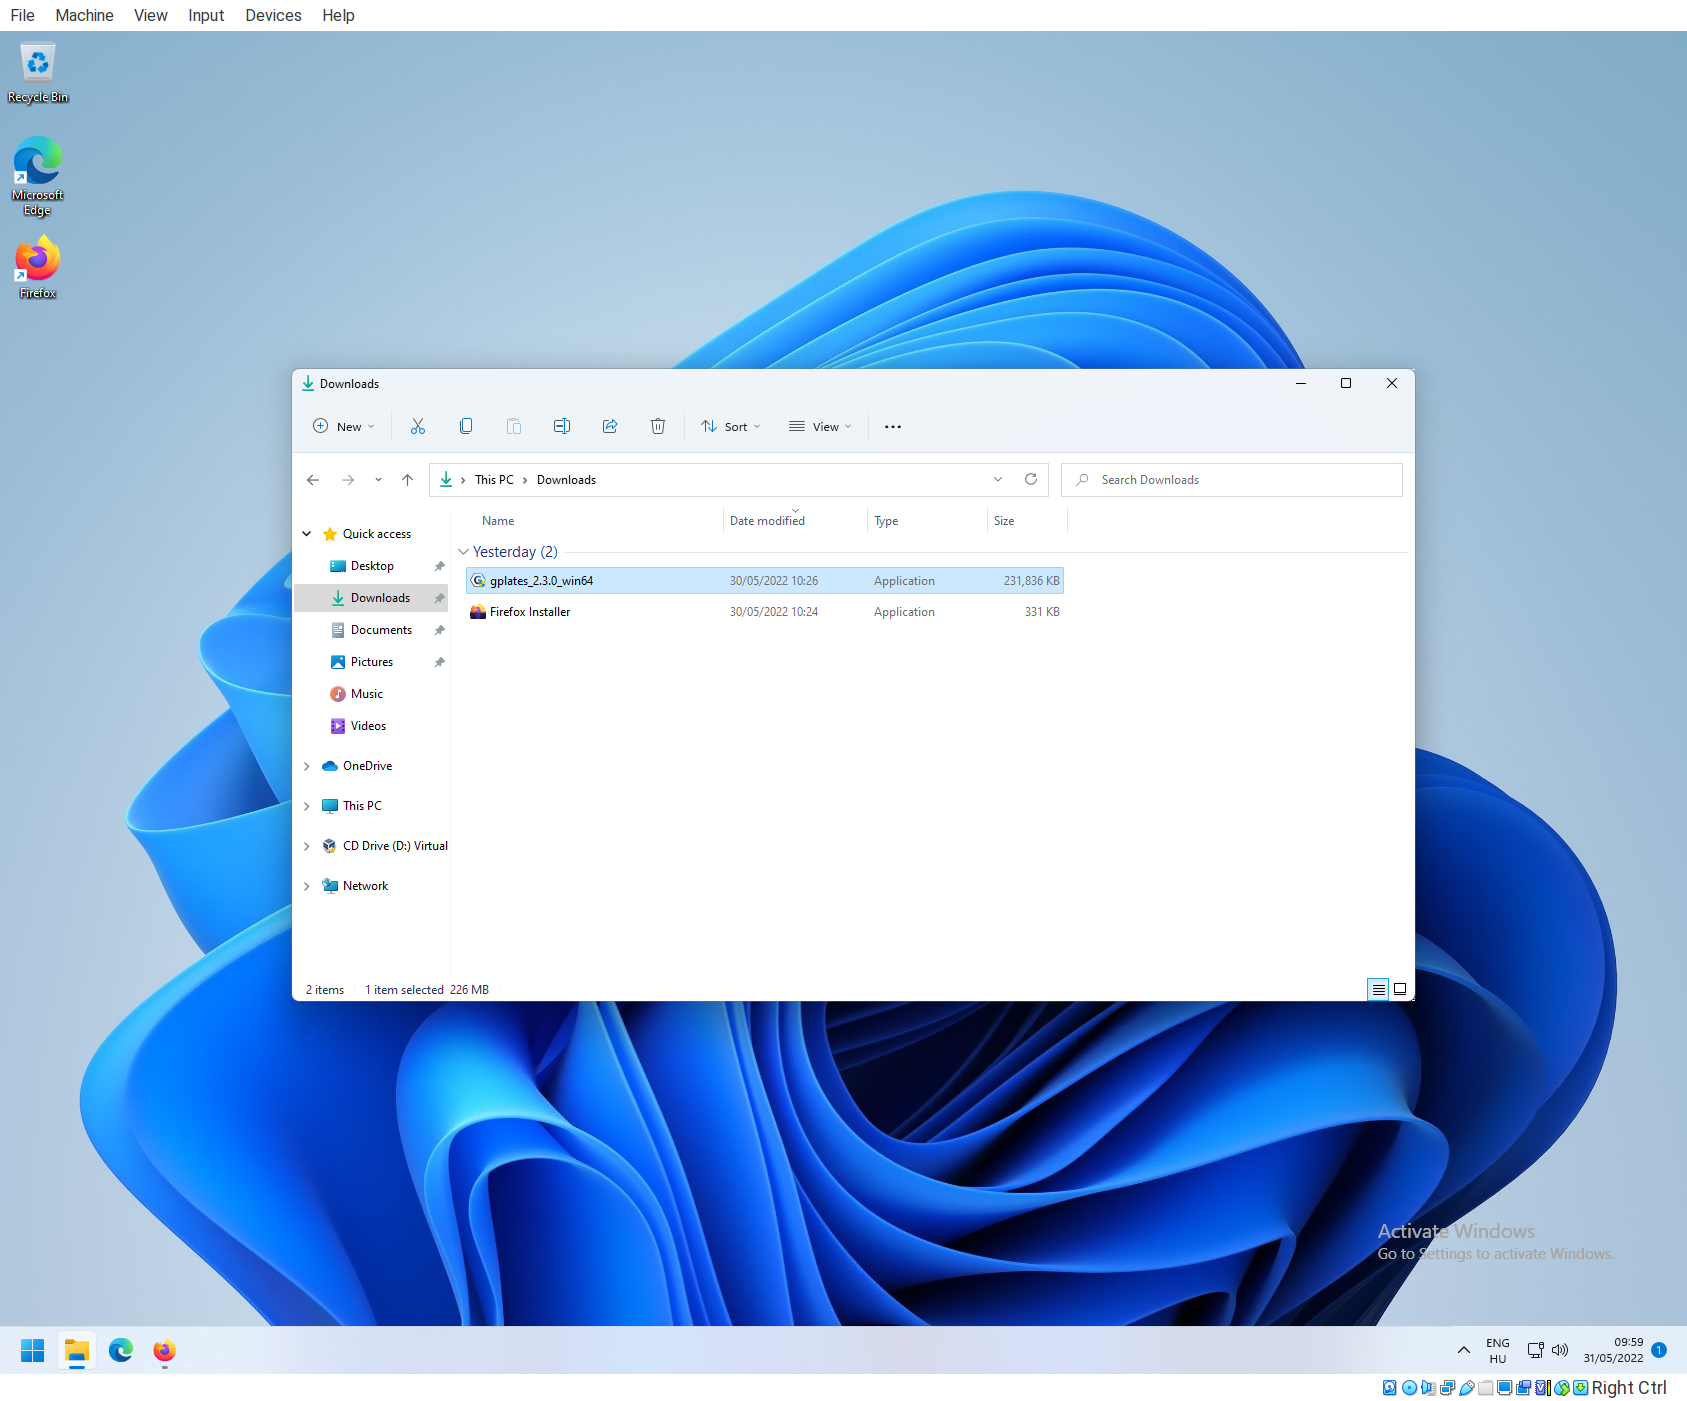 File Machine View Input Devices Help
Recycle Bin
Microsoft
Edge
Firefox
Downloads
New Sort View
This PC Downloads
Search Downloads
Name Date modified Type Size
Quick access
Desktop
Downloads
Documents
Pictures
Music
Videos
OneDrive
This PC
CD Drive (D:) Virtual
Network
Yesterday (2)
gplates_2.3.0_win64 30/05/2022 10:26 Application 231,836 KB
Firefox Installer 30/05/2022 10:24 Application 331 KB
2 items 1 item selected 226 MB
Activate Windows
Go to Settings to activate Windows.
ENG
HU
09:59
31/05/2022
1
Right Ctrl